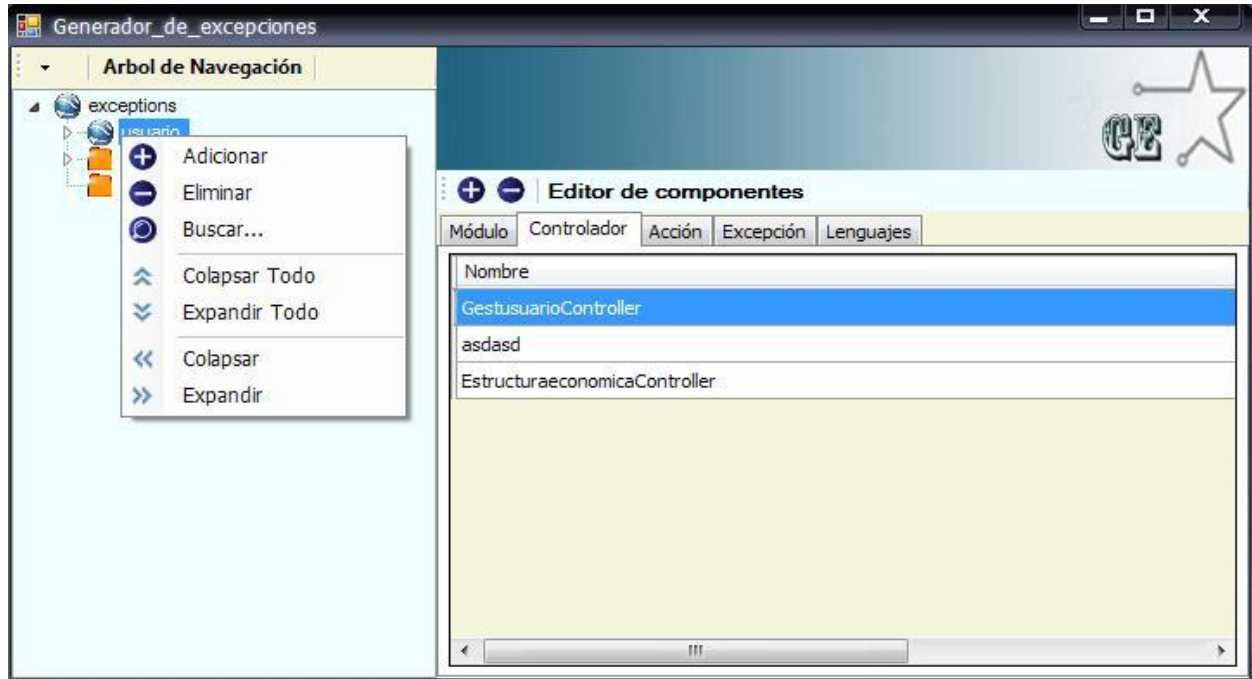 Generador_de_excepciones
X
Arbol de Navegación
exceptions
usuario
Adicionar
Eliminar
Buscar...
Colapsar Todo
Expandir Todo
Colapsar
Expandir
GE
Editor de componentes
Módulo Controlador Acción Excepción Lenguajes
Nombre
GestusuarioController
asdasd
EstructuraeconomicaController